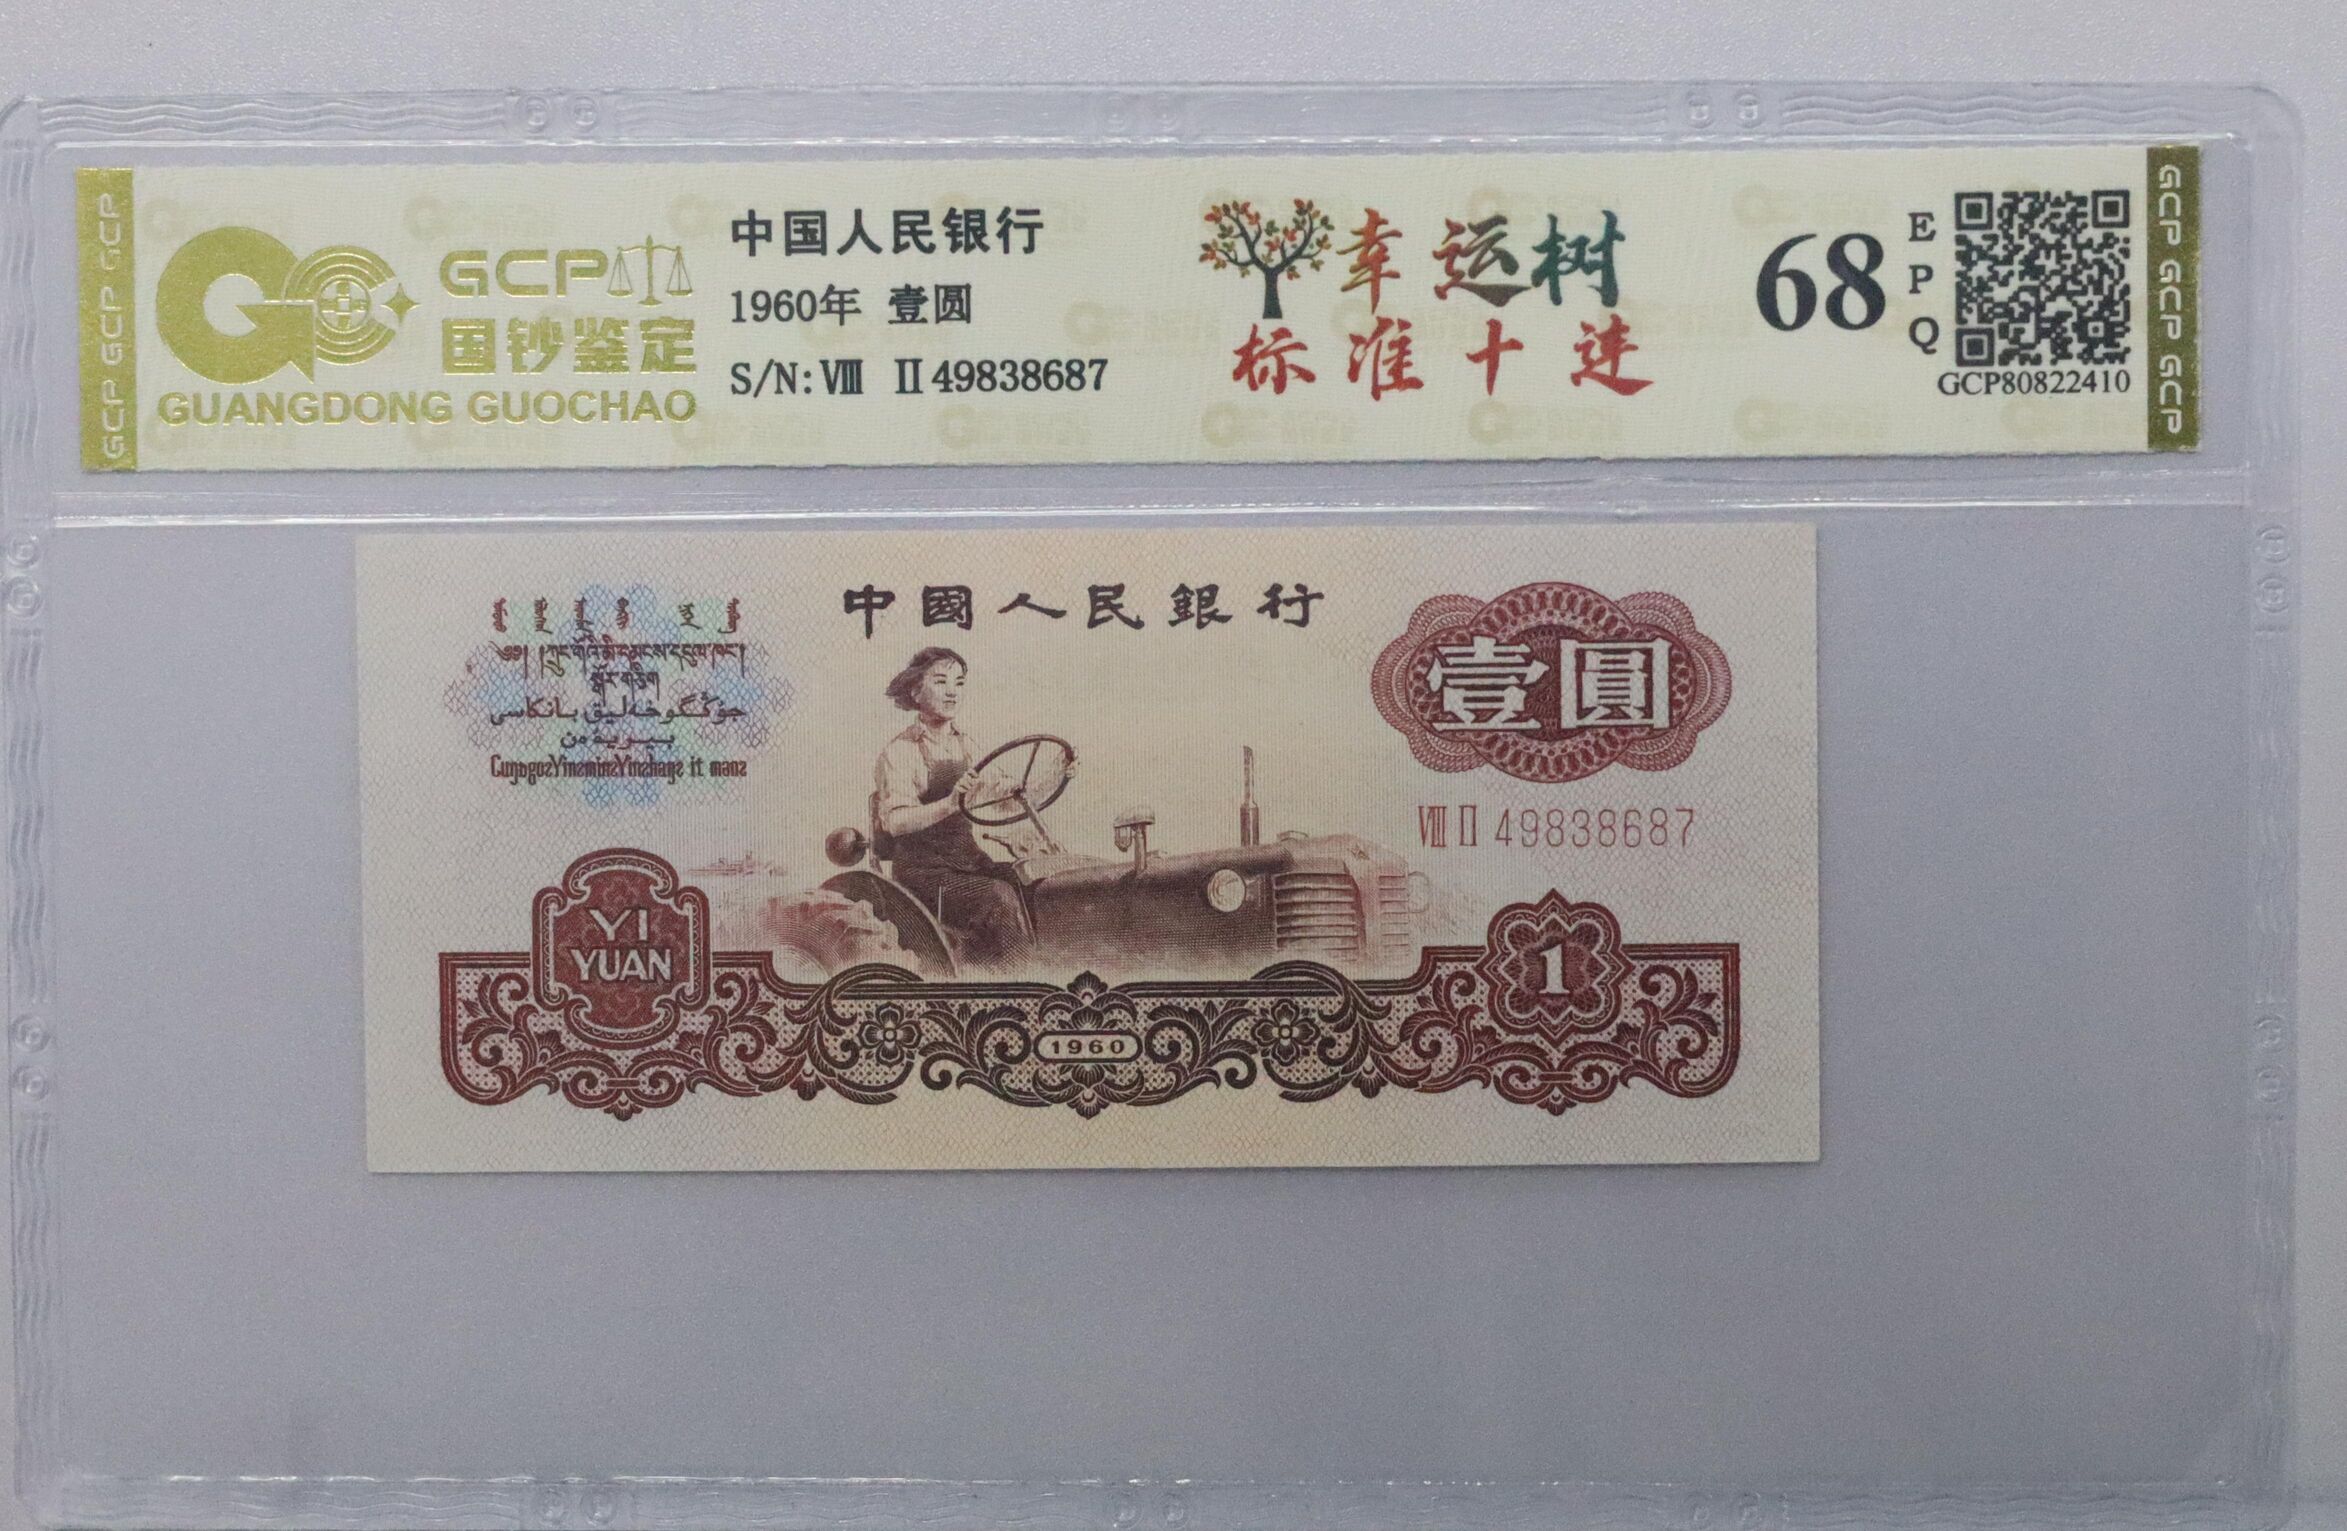 GCP GCP GCP
GCP
国钞鉴定
GUANGDONG GUOCHAO
中国人民银行
1960年 壹圆
S/N: Ⅷ Ⅱ 49838687
幸运树
标准十连
68
EPQ
GCP80822410
GCP GCP GCP
中國人民銀行
壹圓
Ⅷ Ⅱ 49838687
YI
YUAN
1960
1